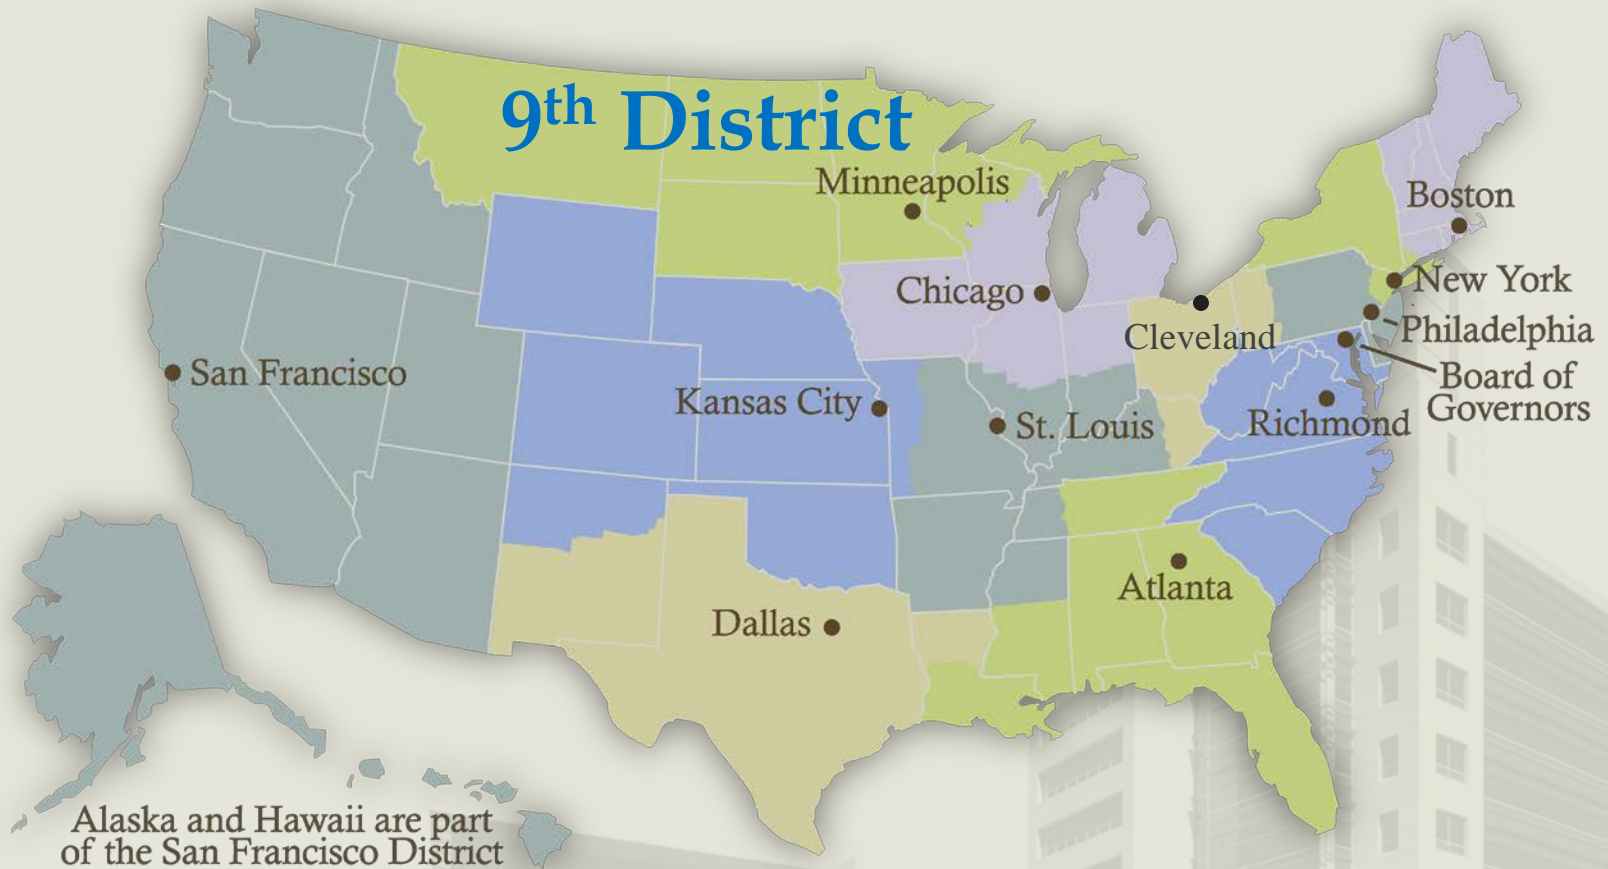 9th District
Minneapolis
Boston
Chicago
New York
Cleveland
Philadelphia
San Francisco
Board of
Governors
Kansas City
Richmond
St. Louis
Atlanta
Dallas
Alaska and Hawaii are part
of the San Francisco District